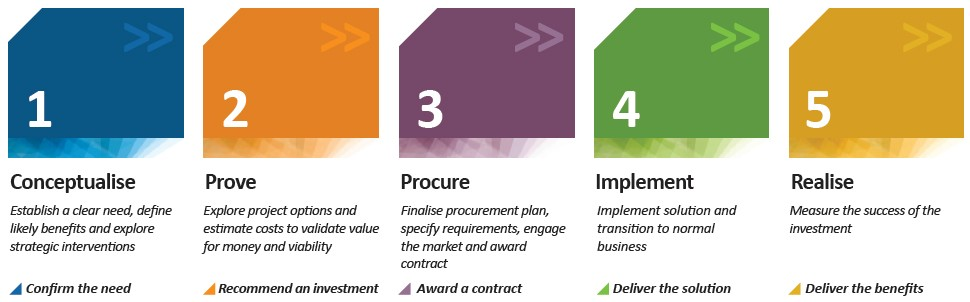 1
Conceptualise
Establish a clear need, define
likely benefits and explore
strategic interventions
Confirm the need
2
Prove
Explore project options and
estimate costs to validate value
for money and viability
Recommend an investment
3
Procure
Finalise procurement plan,
specify requirements, engage
the market and award
contract
Award a contract
4
Implement
Implement solution and
transition to normal
business
Deliver the solution
5
Realise
Measure the success of the
investment
Deliver the benefits